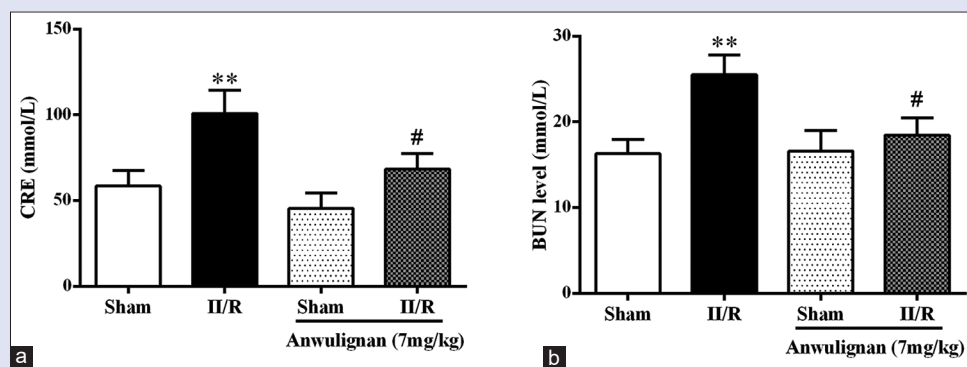 150
100
50
0
CRE (mmol/L)
**
#
Sham
II/R
Sham
II/R
Anwulignan (7mg/kg)
a
30
20
10
0
BUN level (mmol/L)
**
#
Sham
II/R
Sham
II/R
Anwulignan (7mg/kg)
b